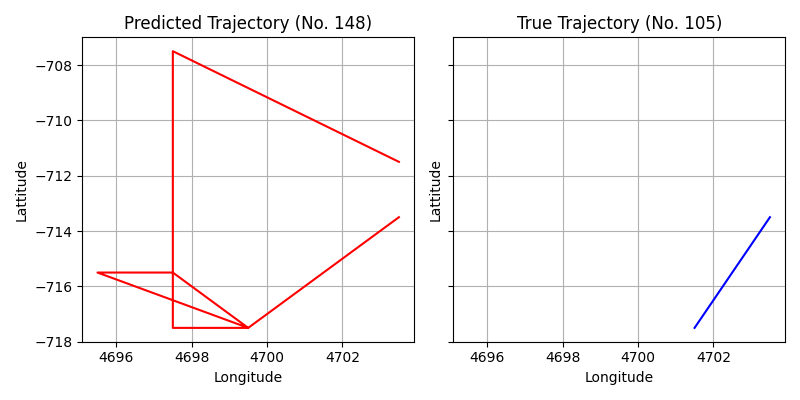 Predicted Trajectory (No. 148)
True Trajectory (No. 105)
−708
−710
−712
−714
−716
−718
Lattitude
Lattitude
4696 4698 4700 4702
4696 4698 4700 4702
Longitude
Longitude